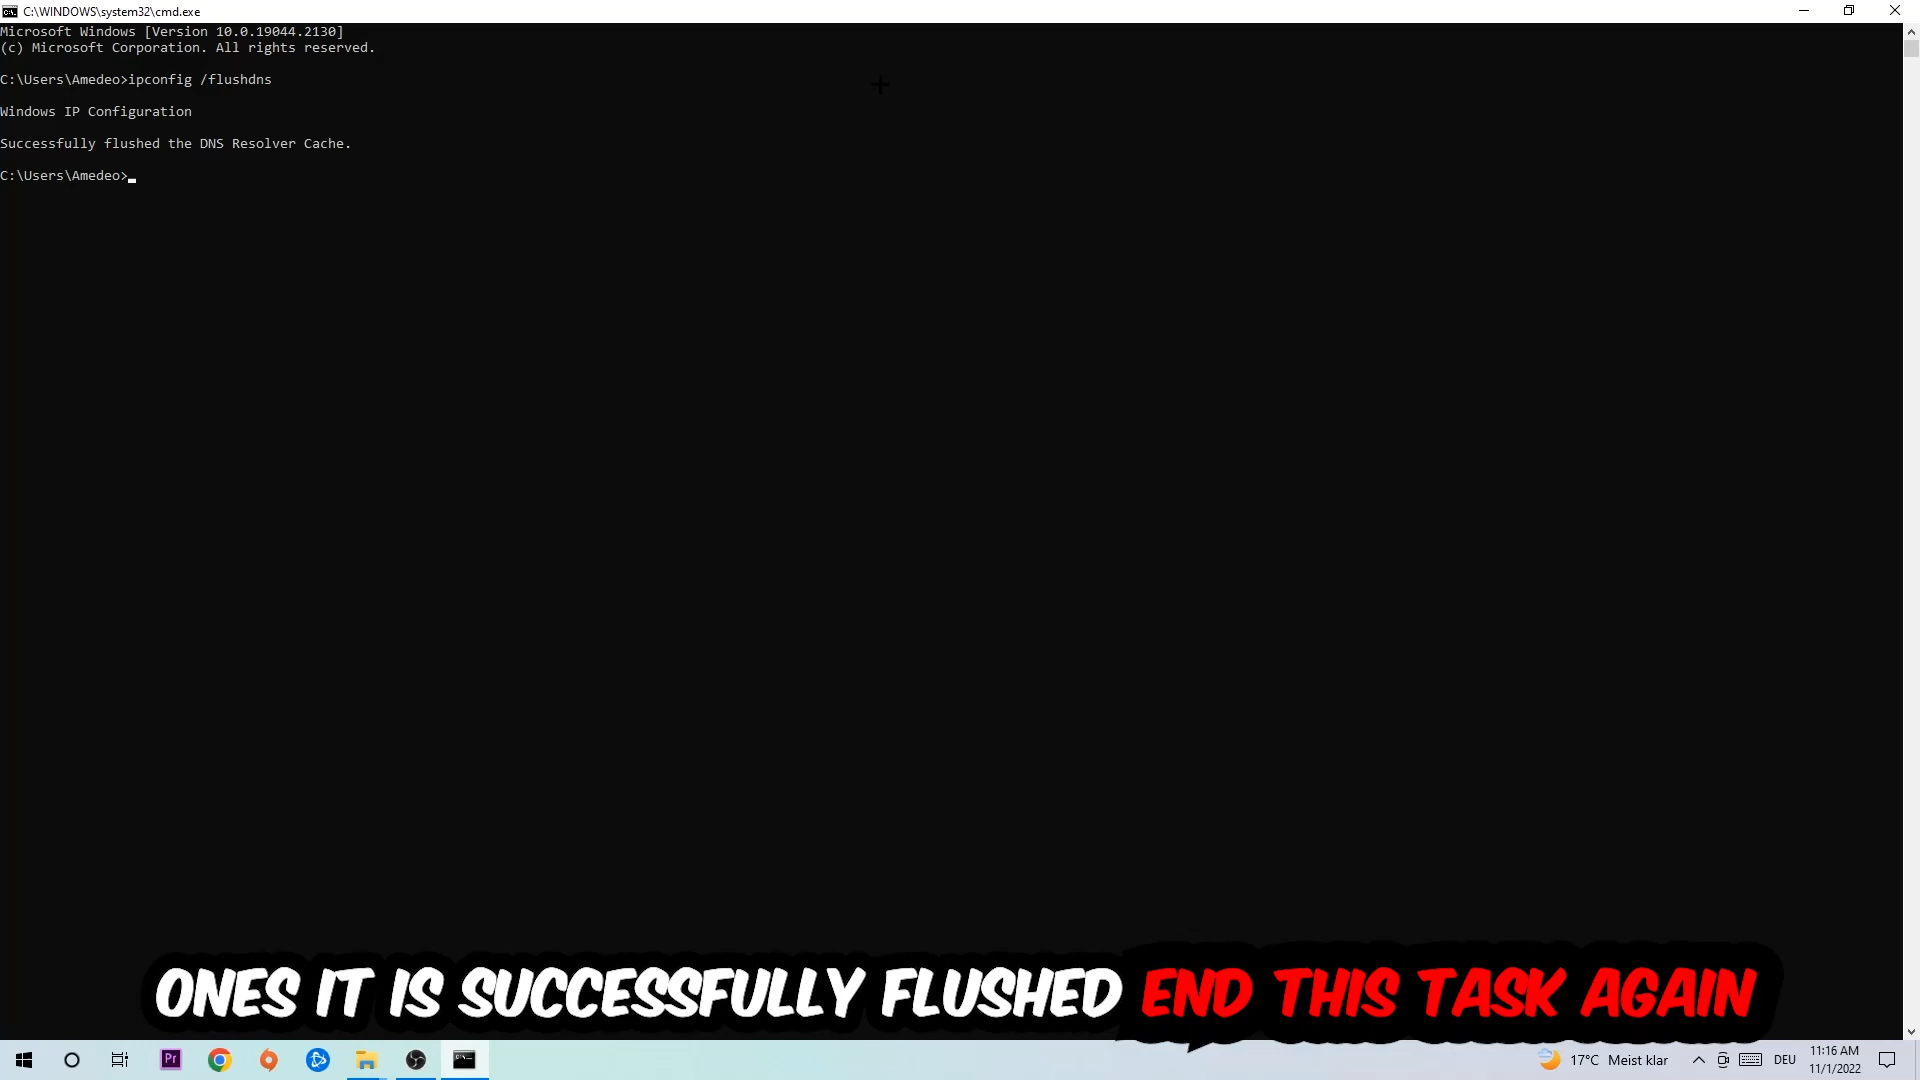 C:\WINDOWS\system32\cmd.exe
Microsoft Windows [Version 10.0.19044.2130]
(c) Microsoft Corporation. All rights reserved.
C:\Users\Amedeo>ipconfig /flushdns
Windows IP Configuration
Successfully flushed the DNS Resolver Cache.
C:\Users\Amedeo>
ONES IT IS SUCCESSFULLY FLUSHED END THIS TASK AGAIN
Pr
17°C Meist klar
DEU
11:16 AM
11/1/2022